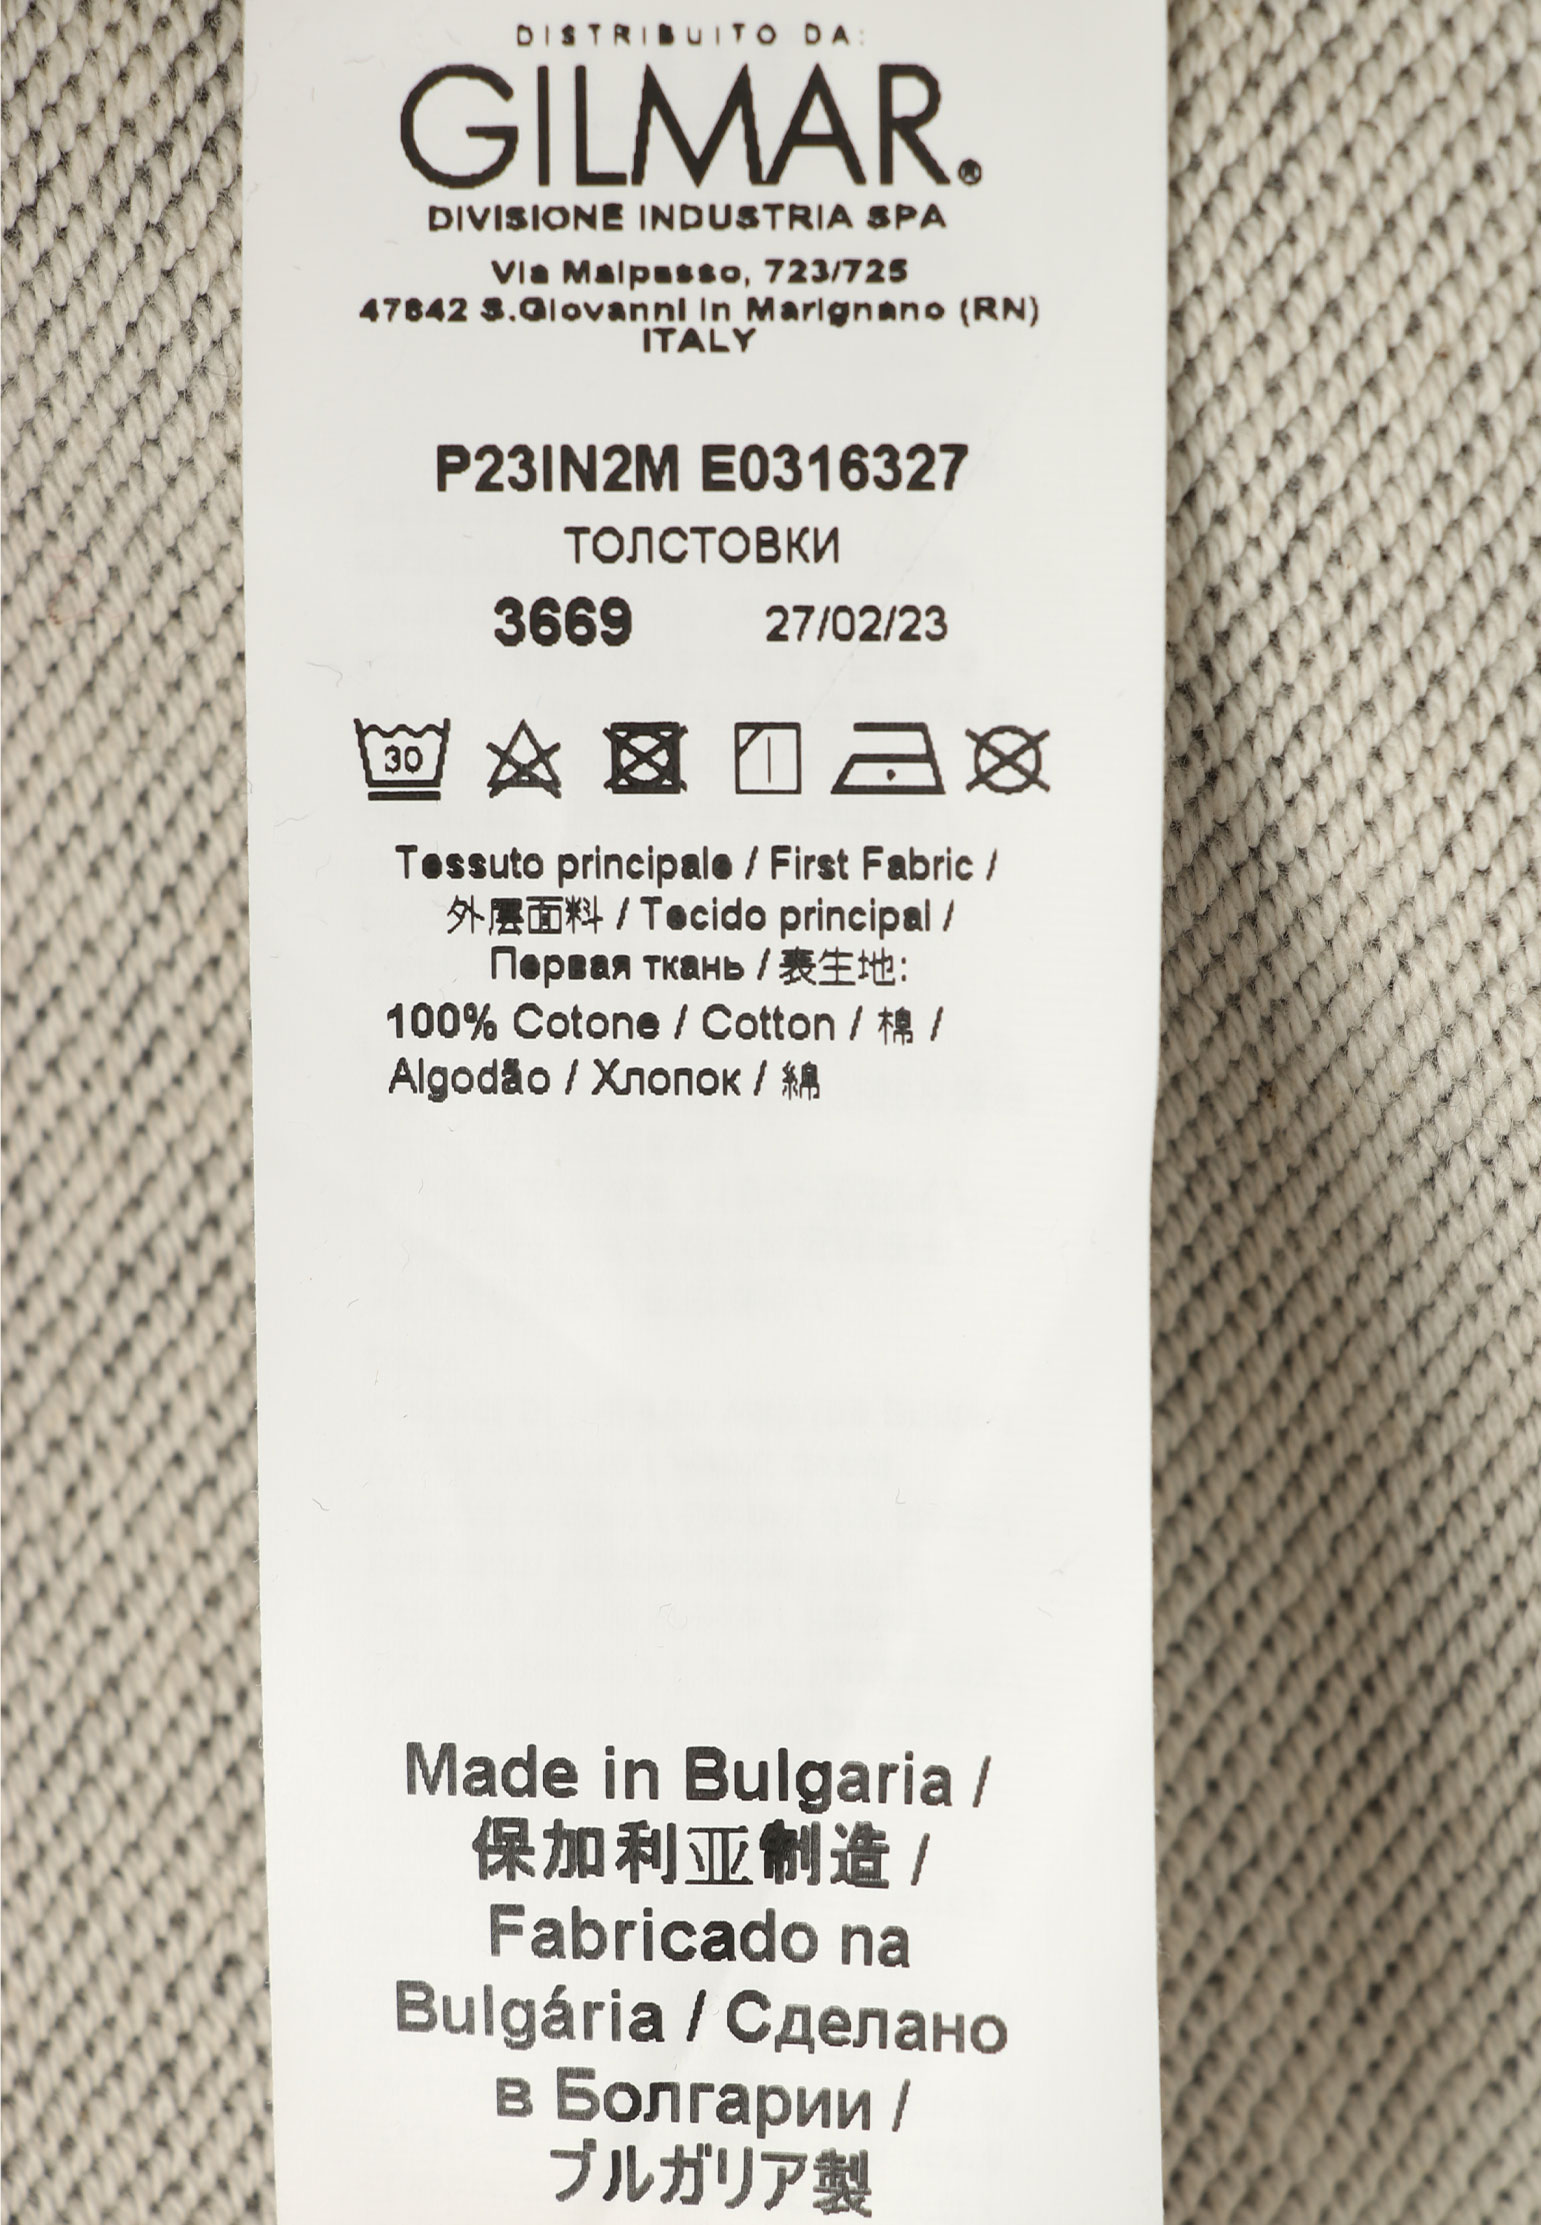 DISTRIBUITO DA:
GILMAR®
DIVISIONE INDUSTRIA SPA
Via Malpasso, 723/725
47842 S.Giovanni in Marignano (RN)
ITALY
P23IN2M E0316327
ТОЛСТОВКИ
3669 27/02/23
30
Tessuto principale / First Fabric /
外层面料 / Tecido principal /
Первая ткань / 表生地:
100% Cotone / Cotton / 棉 /
Algodão / Хлопок / 綿
Made in Bulgaria /
保加利亚制造 /
Fabricado na
Bulgária / Сделано
в Болгарии /
ブルガリア製